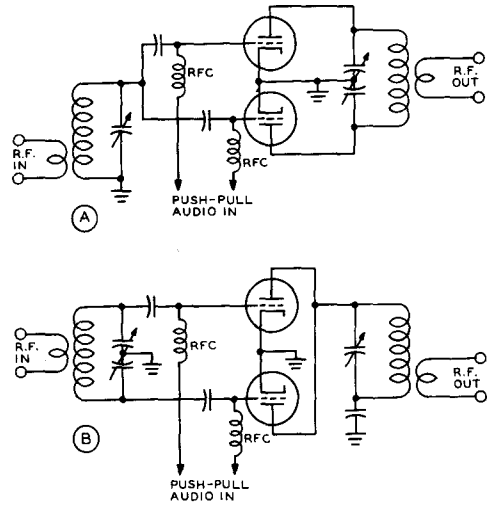 R.F.
IN
RFC
RFC
PUSH-PULL
AUDIO IN
R.F.
OUT
A
R.F.
IN
RFC
RFC
PUSH-PULL
AUDIO IN
R.F.
OUT
B